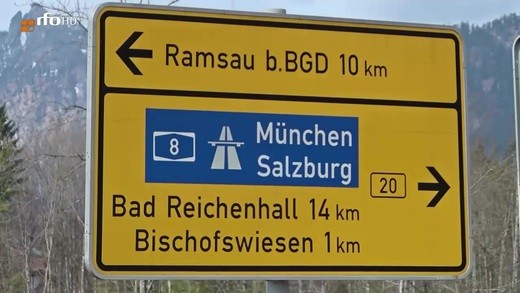 rfo HD
Ramsau b.BGD 10 km
8
München
Salzburg
20
Bad Reichenhall 14 km
Bischofswiesen 1 km